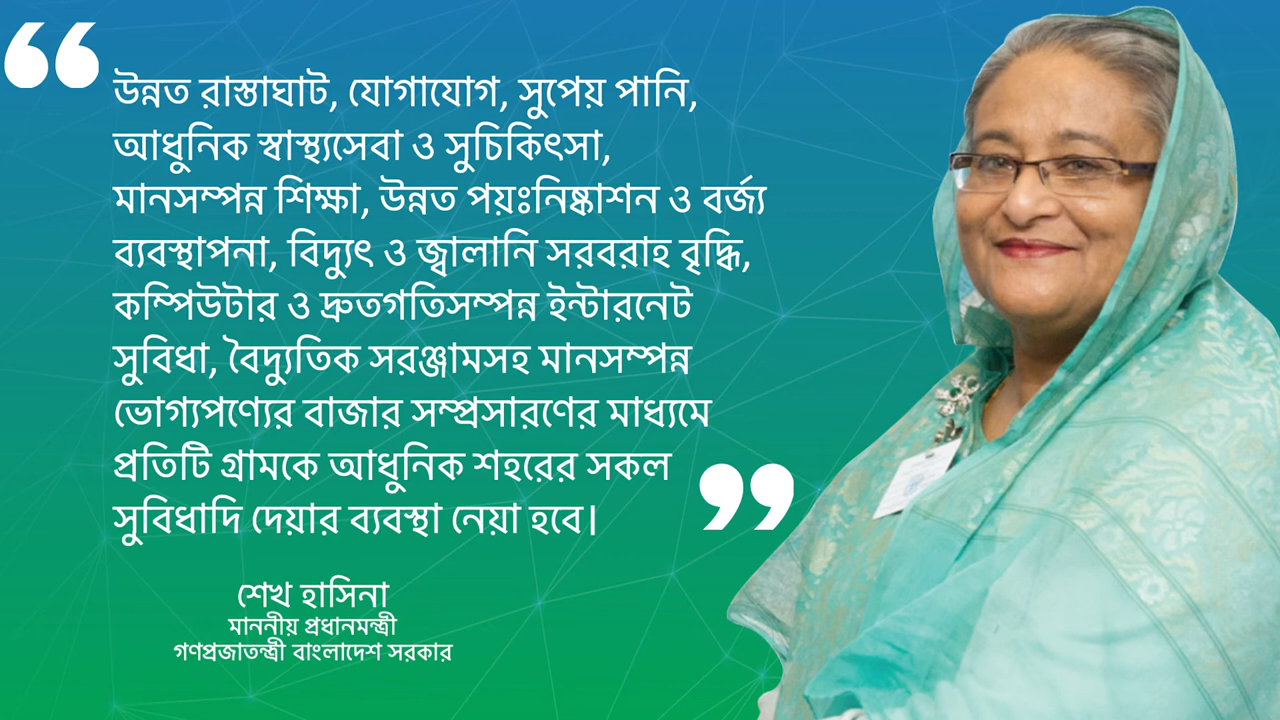 “
উন্নত রাস্তাঘাট, যোগাযোগ, সুপেয় পানি,
আধুনিক স্বাস্থ্যসেবা ও সুচিকিৎসা,
মানসম্পন্ন শিক্ষা, উন্নত পয়ঃনিষ্কাশন ও বর্জ্য
ব্যবস্থাপনা, বিদ্যুৎ ও জ্বালানি সরবরাহ বৃদ্ধি,
কম্পিউটার ও দ্রুতগতিসম্পন্ন ইন্টারনেট
সুবিধা, বৈদ্যুতিক সরঞ্জামসহ মানসম্পন্ন
ভোগ্যপণ্যের বাজার সম্প্রসারণের মাধ্যমে
প্রতিটি গ্রামকে আধুনিক শহরের সকল
সুবিধাদি দেয়ার ব্যবস্থা নেয়া হবে।
”
শেখ হাসিনা
মাননীয় প্রধানমন্ত্রী
গণপ্রজাতন্ত্রী বাংলাদেশ সরকার